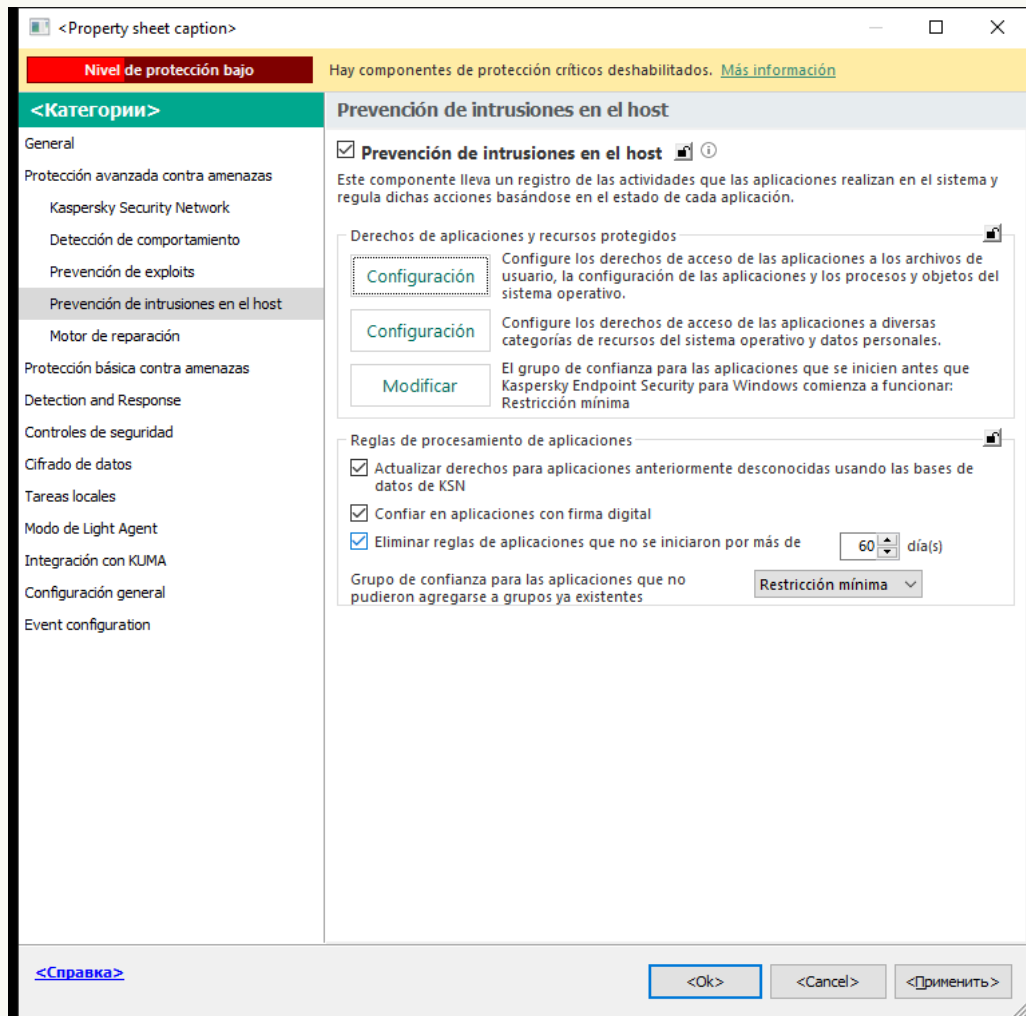 <Property sheet caption>
Nivel de protección bajo
Hay componentes de protección críticos deshabilitados. Más información
<Категории>
General
Protección avanzada contra amenazas
Kaspersky Security Network
Detección de comportamiento
Prevención de exploits
Prevención de intrusiones en el host
Motor de reparación
Protección básica contra amenazas
Detection and Response
Controles de seguridad
Cifrado de datos
Tareas locales
Modo de Light Agent
Integración con KUMA
Configuración general
Event configuration
Prevención de intrusiones en el host
Prevención de intrusiones en el host
Este componente lleva un registro de las actividades que las aplicaciones realizan en el sistema y
regula dichas acciones basándose en el estado de cada aplicación.
Derechos de aplicaciones y recursos protegidos
Configuración
Configure los derechos de acceso de las aplicaciones a los archivos de
usuario, la configuración de las aplicaciones y los procesos y objetos del
sistema operativo.
Configuración
Configure los derechos de acceso de las aplicaciones a diversas
categorías de recursos del sistema operativo y datos personales.
Modificar
El grupo de confianza para las aplicaciones que se inicien antes que
Kaspersky Endpoint Security para Windows comienza a funcionar:
Restricción mínima
Reglas de procesamiento de aplicaciones
Actualizar derechos para aplicaciones anteriormente desconocidas usando las bases de
datos de KSN
Confiar en aplicaciones con firma digital
Eliminar reglas de aplicaciones que no se iniciaron por más de 60 día(s)
Grupo de confianza para las aplicaciones que no
pudieron agregarse a grupos ya existentes
Restricción mínima
<Справка>
<Ok>
<Cancel>
<Применить>